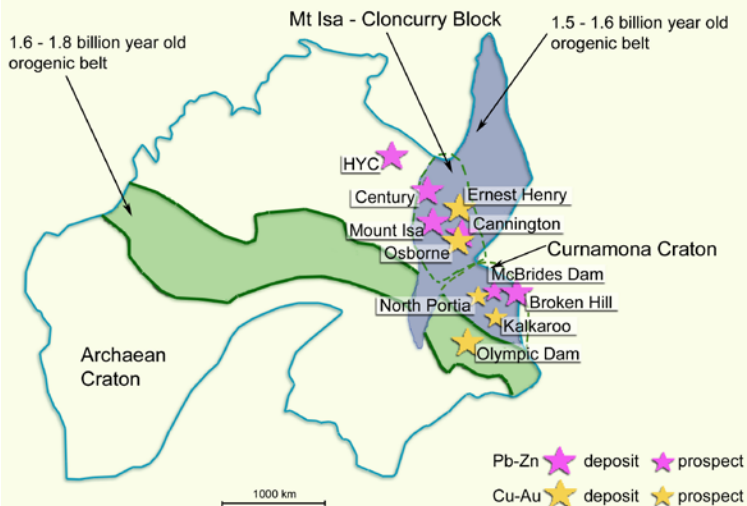 Mt Isa - Cloncurry Block
1.6 - 1.8 billion year old
orogenic belt
1.5 - 1.6 billion year old
orogenic belt
HYC
Century
Ernest Henry
Mount Isa
Cannington
Osborne
Curnamona Craton
McBrides Dam
North Portia
Broken Hill
Kalkaroo
Olympic Dam
Archaean
Craton
Pb-Zn deposit prospect
Cu-Au deposit prospect
1000 km